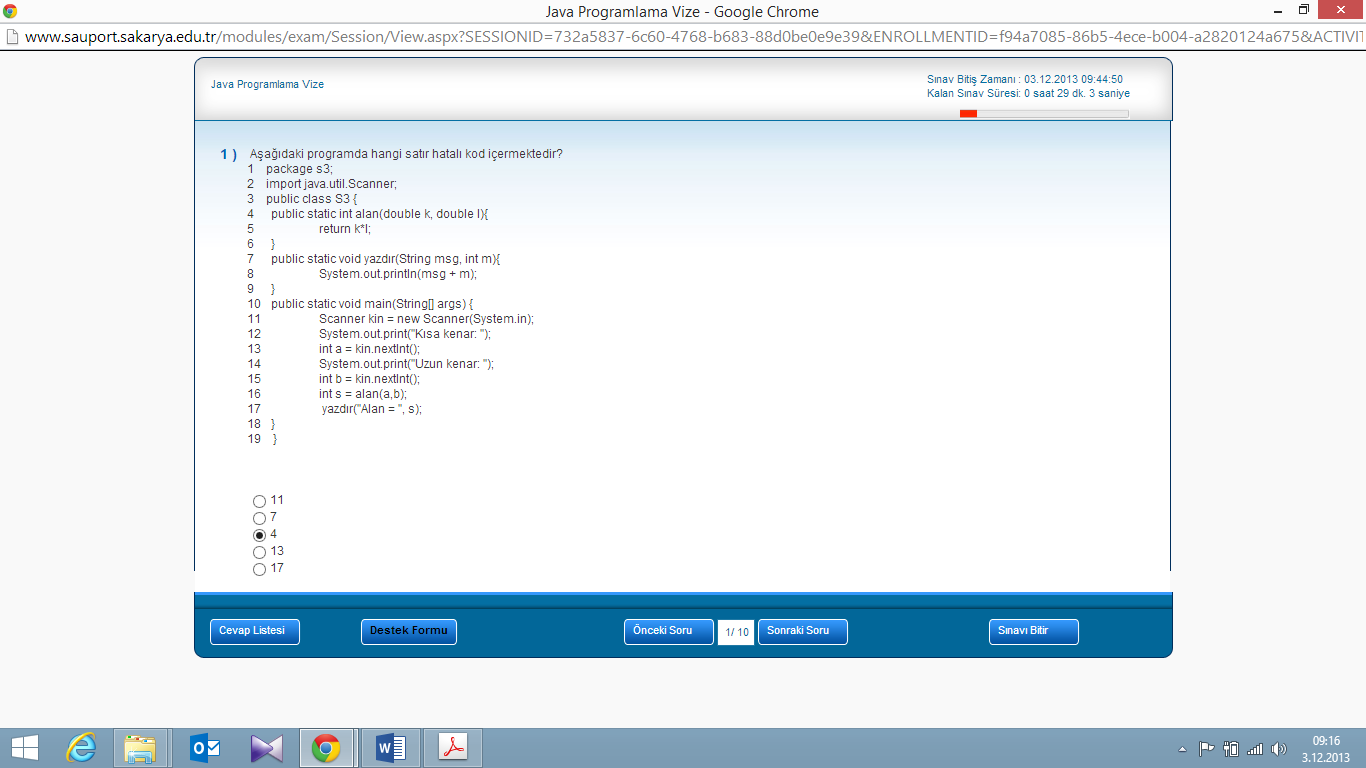 Java Programlama Vize - Google Chrome
www.sauport.sakarya.edu.tr/modules/exam/Session/View.aspx?SESSIONID=732a5837-6c60-4768-b683-88d0be0e9e39&ENROLLMENTID=f94a7085-86b5-4ece-b004-a2820124a675&ACTIVIT
Java Programlama Vize
Sınav Bitiş Zamanı : 03.12.2013 09:44:50
Kalan Sınav Süresi: 0 saat 29 dk. 3 saniye
1 ) Aşağıdaki programda hangi satır hatalı kod içermektedir?
1 package s3;
2 import java.util.Scanner;
3 public class S3 {
4 public static int alan(double k, double l){
5 return k*l;
6 }
7 public static void yazdır(String msg, int m){
8 System.out.println(msg + m);
9 }
10 public static void main(String[] args) {
11 Scanner kin = new Scanner(System.in);
12 System.out.print("Kısa kenar: ");
13 int a = kin.nextInt();
14 System.out.print("Uzun kenar: ");
15 int b = kin.nextInt();
16 int s = alan(a,b);
17 yazdır("Alan = ", s);
18 }
19 }
11
7
4
13
17
Cevap Listesi
Destek Formu
Önceki Soru
1/ 10
Sonraki Soru
Sınavı Bitir
09:16
3.12.2013